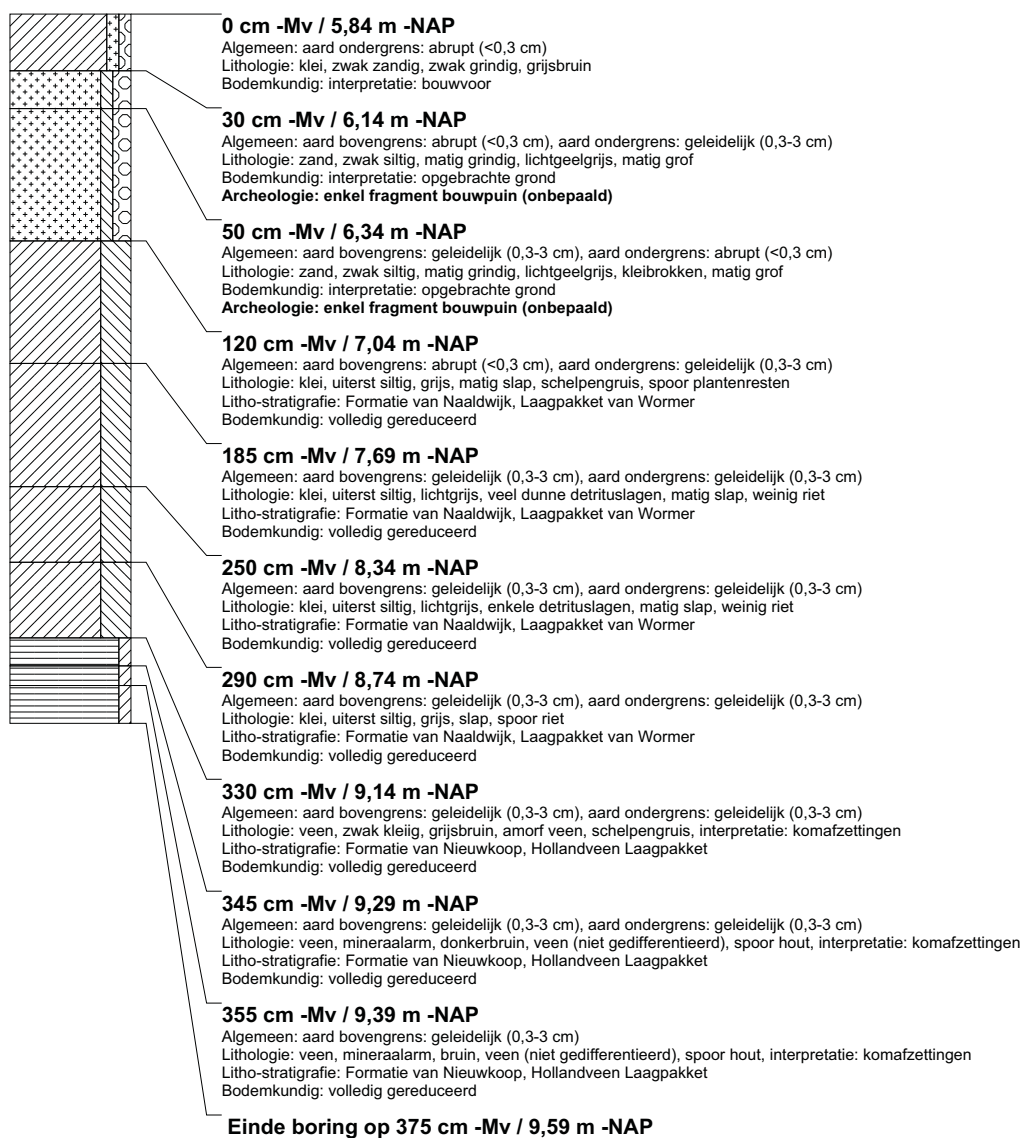 0 cm -Mv / 5,84 m -NAP
Algemeen: aard ondergrens: abrupt (<0,3 cm)
Lithologie: klei, zwak zandig, zwak grindig, grijsbruin
Bodemkundig: interpretatie: bouwvoor
30 cm -Mv / 6,14 m -NAP
Algemeen: aard bovengrens: abrupt (<0,3 cm), aard ondergrens: geleidelijk (0,3-3 cm)
Lithologie: zand, zwak siltig, matig grindig, lichtgeelgrijs, matig grof
Bodemkundig: interpretatie: opgebrachte grond
Archeologie: enkel fragment bouwpuin (onbepaald)
50 cm -Mv / 6,34 m -NAP
Algemeen: aard bovengrens: geleidelijk (0,3-3 cm), aard ondergrens: abrupt (<0,3 cm)
Lithologie: zand, zwak siltig, matig grindig, lichtgeelgrijs, kleibrokken, matig grof
Bodemkundig: interpretatie: opgebrachte grond
Archeologie: enkel fragment bouwpuin (onbepaald)
120 cm -Mv / 7,04 m -NAP
Algemeen: aard bovengrens: abrupt (<0,3 cm), aard ondergrens: geleidelijk (0,3-3 cm)
Lithologie: klei, uiterst siltig, grijs, matig slap, schelpengruis, spoor plantenresten
Litho-stratigrafie: Formatie van Naaldwijk, Laagpakket van Wormer
Bodemkundig: volledig gereduceerd
185 cm -Mv / 7,69 m -NAP
Algemeen: aard bovengrens: geleidelijk (0,3-3 cm), aard ondergrens: geleidelijk (0,3-3 cm)
Lithologie: klei, uiterst siltig, lichtgrijs, veel dunne detrituslagen, matig slap, weinig riet
Litho-stratigrafie: Formatie van Naaldwijk, Laagpakket van Wormer
Bodemkundig: volledig gereduceerd
250 cm -Mv / 8,34 m -NAP
Algemeen: aard bovengrens: geleidelijk (0,3-3 cm), aard ondergrens: geleidelijk (0,3-3 cm)
Lithologie: klei, uiterst siltig, lichtgrijs, enkele detrituslagen, matig slap, weinig riet
Litho-stratigrafie: Formatie van Naaldwijk, Laagpakket van Wormer
Bodemkundig: volledig gereduceerd
290 cm -Mv / 8,74 m -NAP
Algemeen: aard bovengrens: geleidelijk (0,3-3 cm), aard ondergrens: geleidelijk (0,3-3 cm)
Lithologie: klei, uiterst siltig, grijs, slap, spoor riet
Litho-stratigrafie: Formatie van Naaldwijk, Laagpakket van Wormer
Bodemkundig: volledig gereduceerd
330 cm -Mv / 9,14 m -NAP
Algemeen: aard bovengrens: geleidelijk (0,3-3 cm), aard ondergrens: geleidelijk (0,3-3 cm)
Lithologie: veen, zwak kleiig, grijsbruin, amorf veen, schelpengruis, interpretatie: komafzettingen
Litho-stratigrafie: Formatie van Nieuwkoop, Hollandveen Laagpakket
Bodemkundig: volledig gereduceerd
345 cm -Mv / 9,29 m -NAP
Algemeen: aard bovengrens: geleidelijk (0,3-3 cm), aard ondergrens: geleidelijk (0,3-3 cm)
Lithologie: veen, mineraalarm, donkerbruin, veen (niet gedifferentieerd), spoor hout, interpretatie: komafzettingen
Litho-stratigrafie: Formatie van Nieuwkoop, Hollandveen Laagpakket
Bodemkundig: volledig gereduceerd
355 cm -Mv / 9,39 m -NAP
Algemeen: aard bovengrens: geleidelijk (0,3-3 cm)
Lithologie: veen, mineraalarm, bruin, veen (niet gedifferentieerd), spoor hout, interpretatie: komafzettingen
Litho-stratigrafie: Formatie van Nieuwkoop, Hollandveen Laagpakket
Bodemkundig: volledig gereduceerd
Einde boring op 375 cm -Mv / 9,59 m -NAP